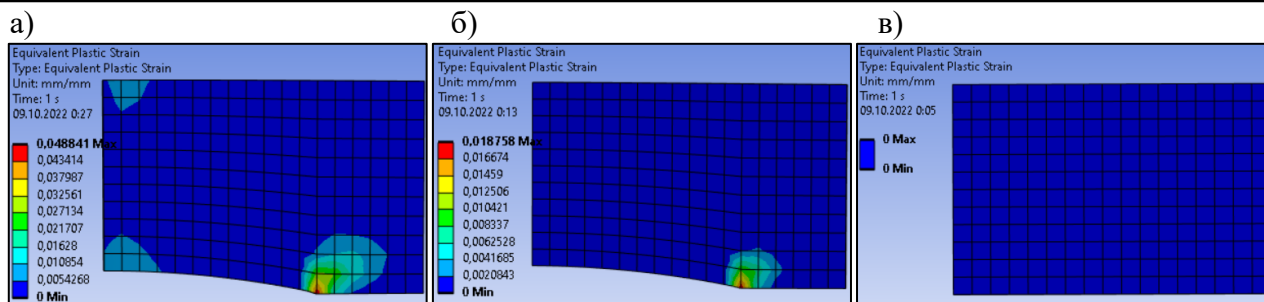 а)
Equivalent Plastic Strain
Type: Equivalent Plastic Strain
Unit: mm/mm
Time: 1 s
09.10.2022 0:27
0,048841 Max
0,043414
0,037987
0,032561
0,027134
0,021707
0,01628
0,010854
0,0054268
0 Min
б)
Equivalent Plastic Strain
Type: Equivalent Plastic Strain
Unit: mm/mm
Time: 1 s
09.10.2022 0:13
0,018758 Max
0,016674
0,01459
0,012506
0,010421
0,008337
0,0062528
0,0041685
0,0020843
0 Min
в)
Equivalent Plastic Strain
Type: Equivalent Plastic Strain
Unit: mm/mm
Time: 1 s
09.10.2022 0:05
0 Max
0 Min